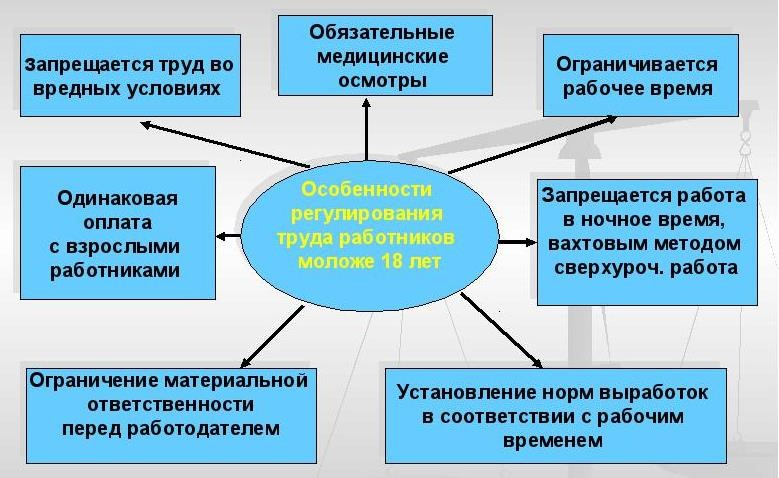 Особенности
регулирования
труда работников
моложе 18 лет
Запрещается труд во
вредных условиях
Обязательные
медицинские
осмотры
Ограничивается
рабочее время
Одинаковая
оплата
с взрослыми
работниками
Запрещается работа
в ночное время,
вахтовым методом
сверхуроч. работа
Ограничение материальной
ответственности
перед работодателем
Установление норм выработок
в соответствии с рабочим
временем